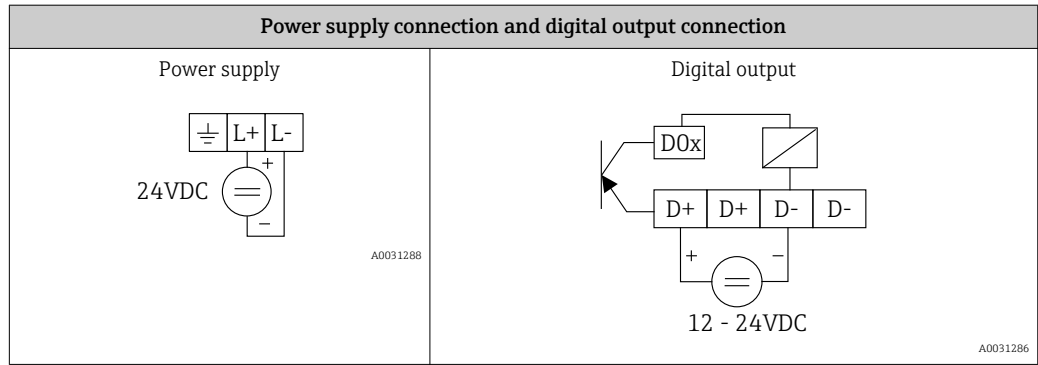 Power supply connection and digital output connection
Power supply
L+ L-
+
24VDC
−
A0031288
Digital output
DOx
D+ D+ D- D-
+ −
12 - 24VDC
A0031286